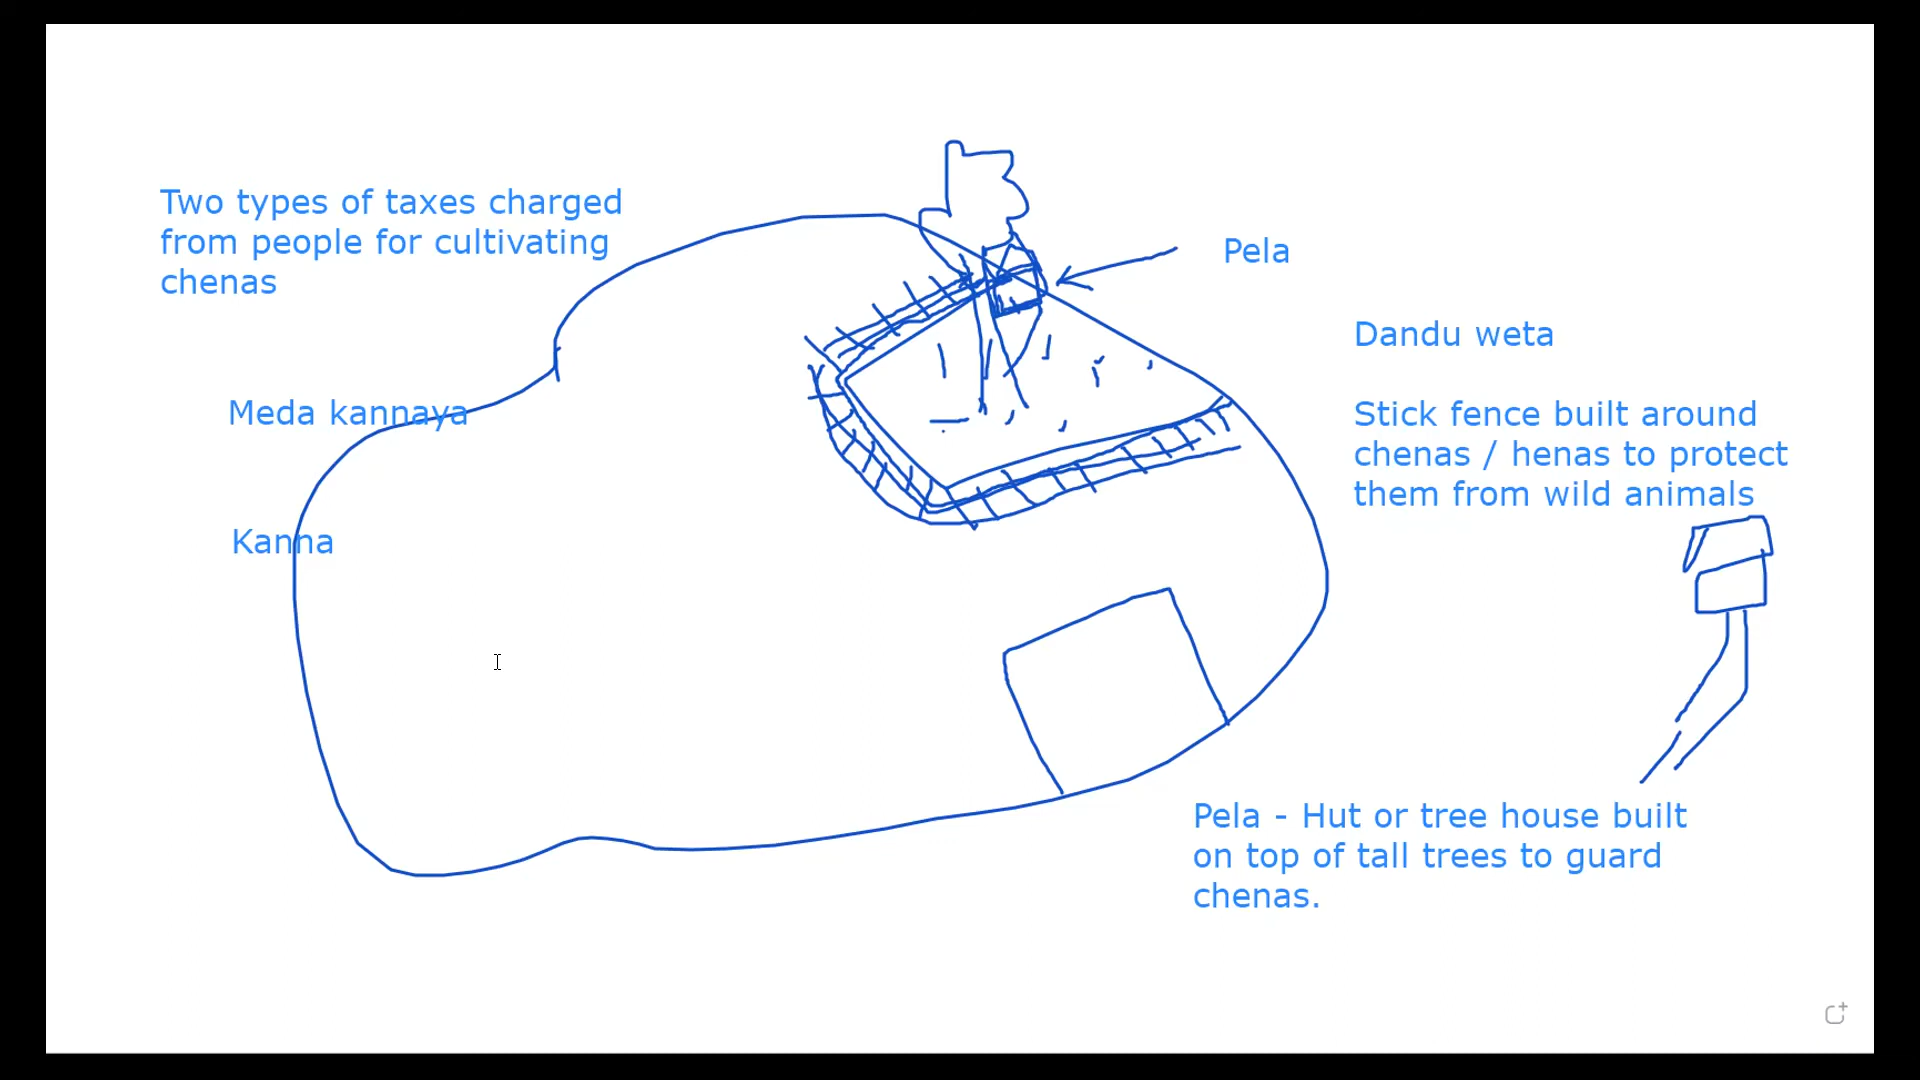 Two types of taxes charged
from people for cultivating
chenas
Meda kannaya
Kanna
Pela
Dandu weta
Stick fence built around
chenas / henas to protect
them from wild animals
Pela - Hut or tree house built
on top of tall trees to guard
chenas.